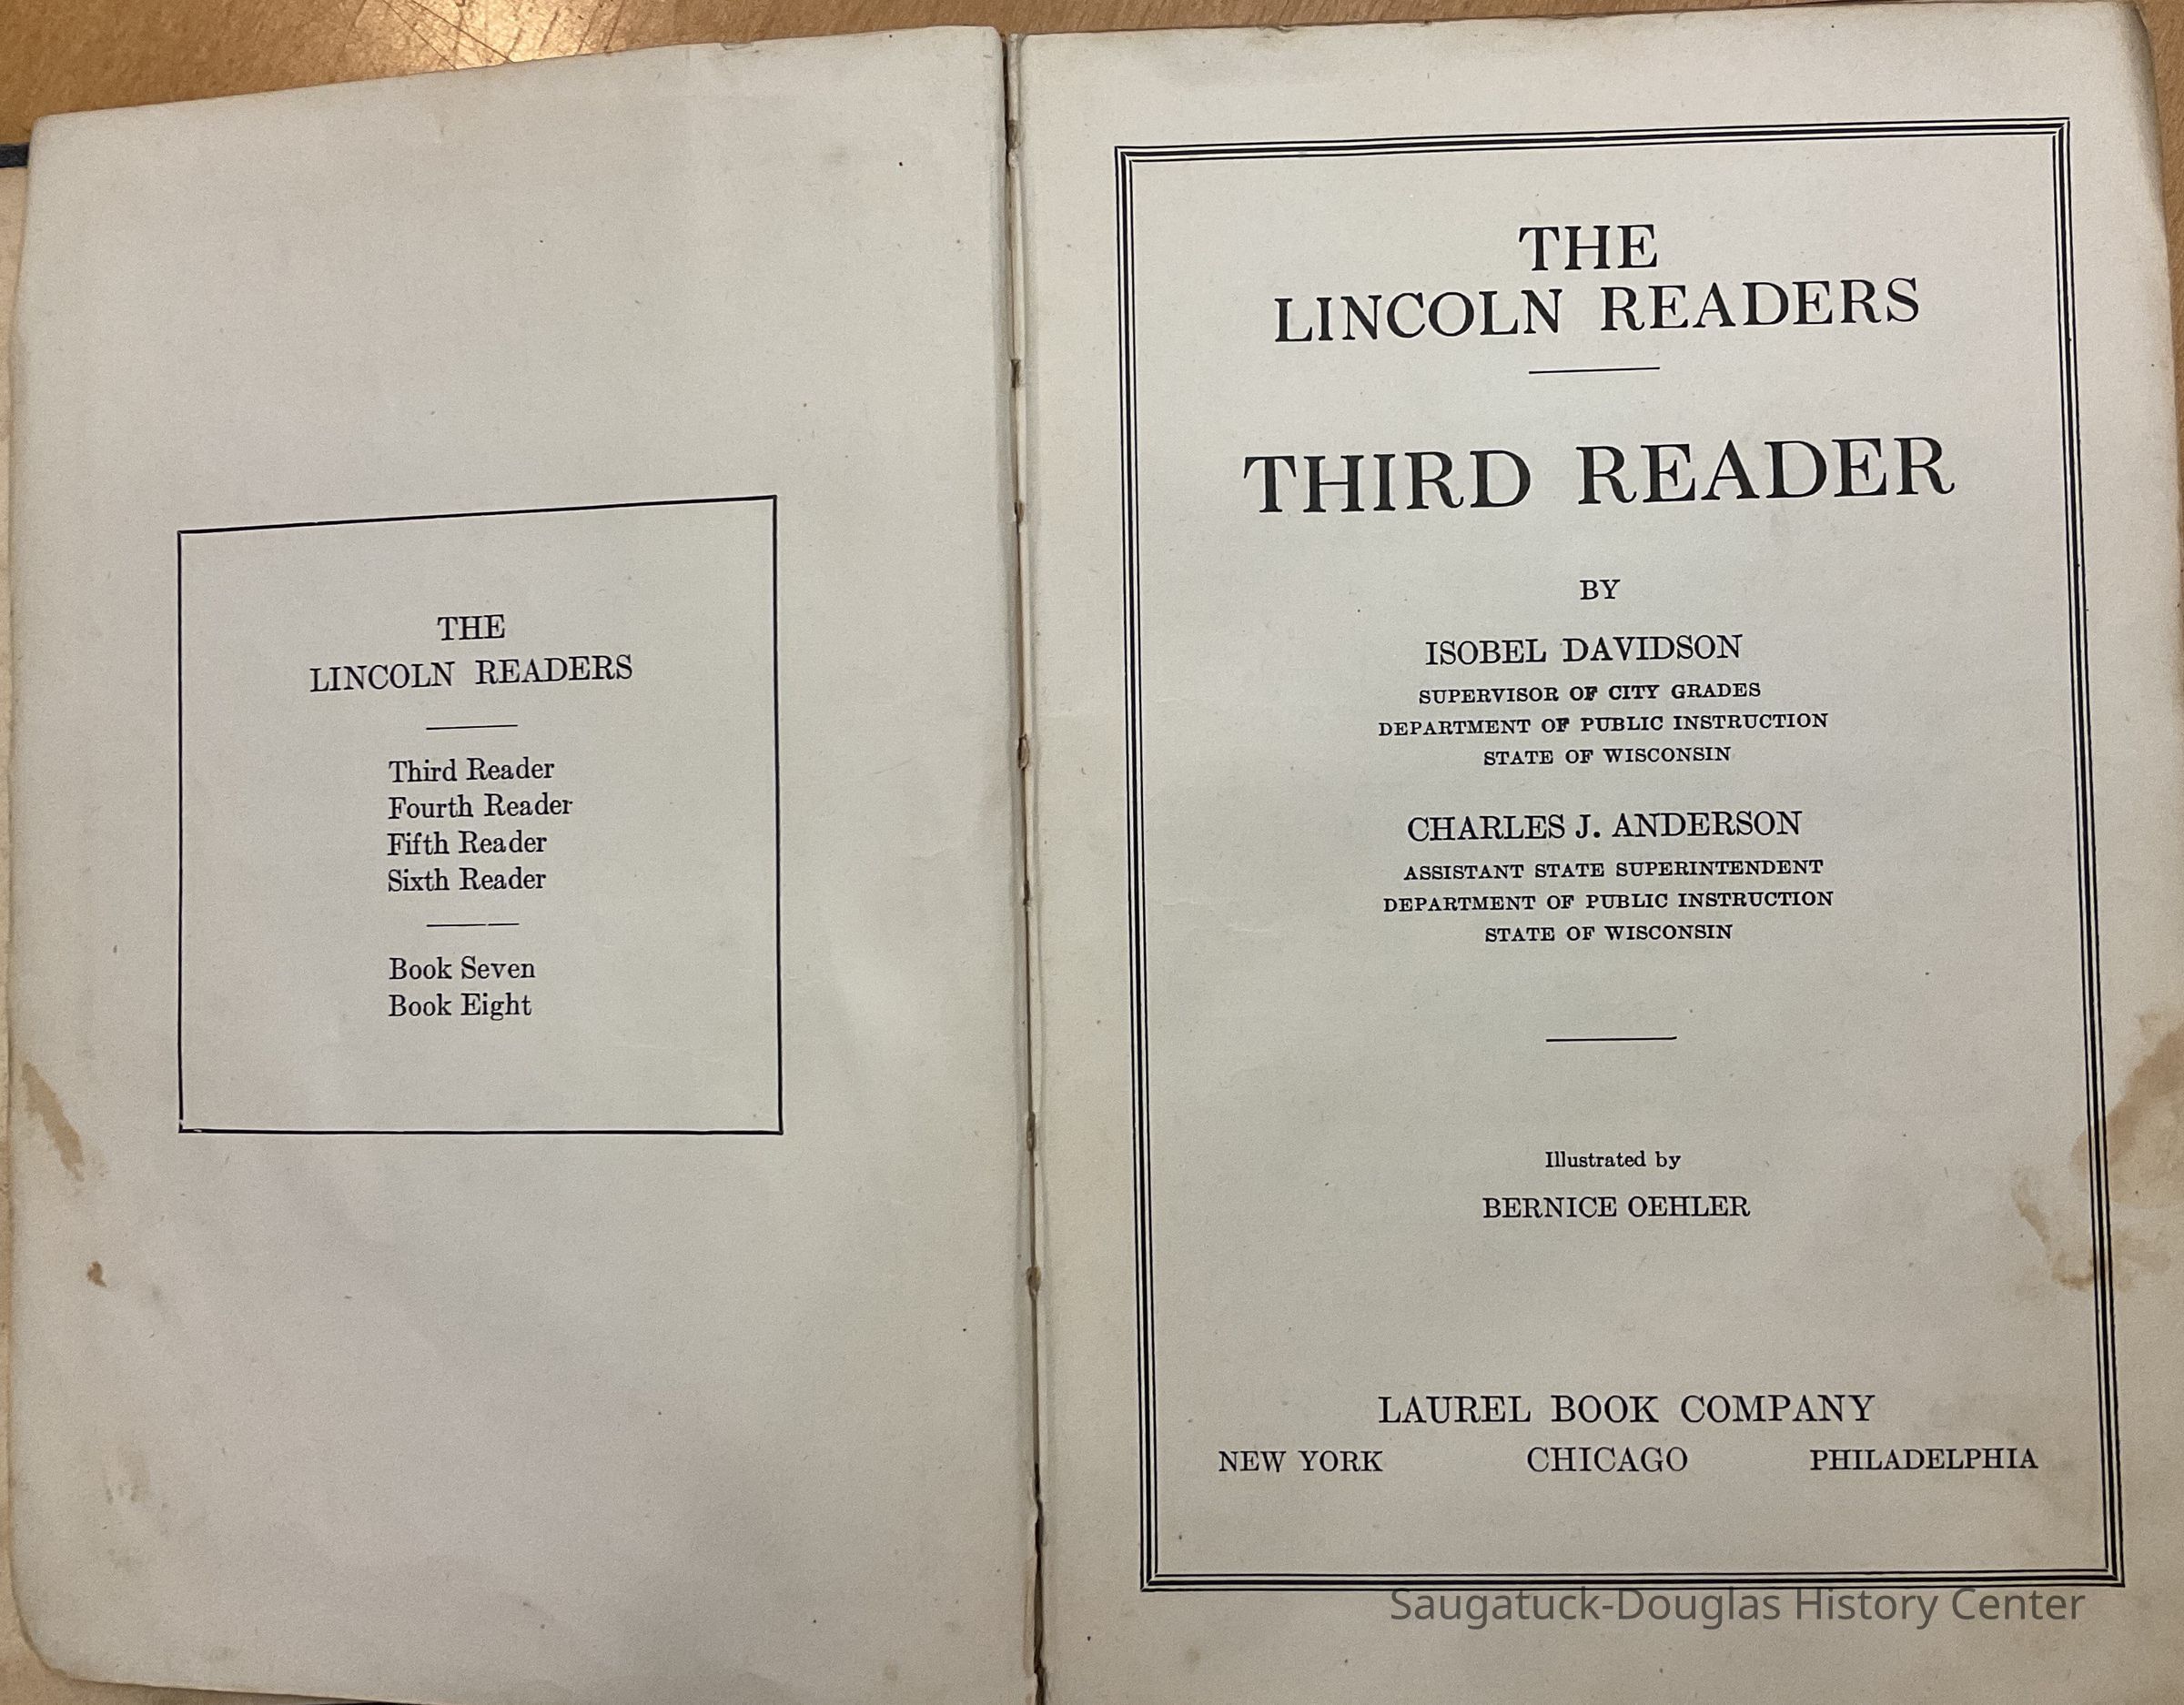 THE
LINCOLN READERS
Third Reader
Fourth Reader
Fifth Reader
Sixth Reader
Book Seven
Book Eight
THE
LINCOLN READERS
THIRD READER
BY
ISOBEL DAVIDSON
SUPERVISOR OF CITY GRADES
DEPARTMENT OF PUBLIC INSTRUCTION
STATE OF WISCONSIN
CHARLES J. ANDERSON
ASSISTANT STATE SUPERINTENDENT
DEPARTMENT OF PUBLIC INSTRUCTION
STATE OF WISCONSIN
Illustrated by
BERNICE OEHLER
LAUREL BOOK COMPANY
NEW YORK CHICAGO PHILADELPHIA
Saugatuck-Douglas History Center